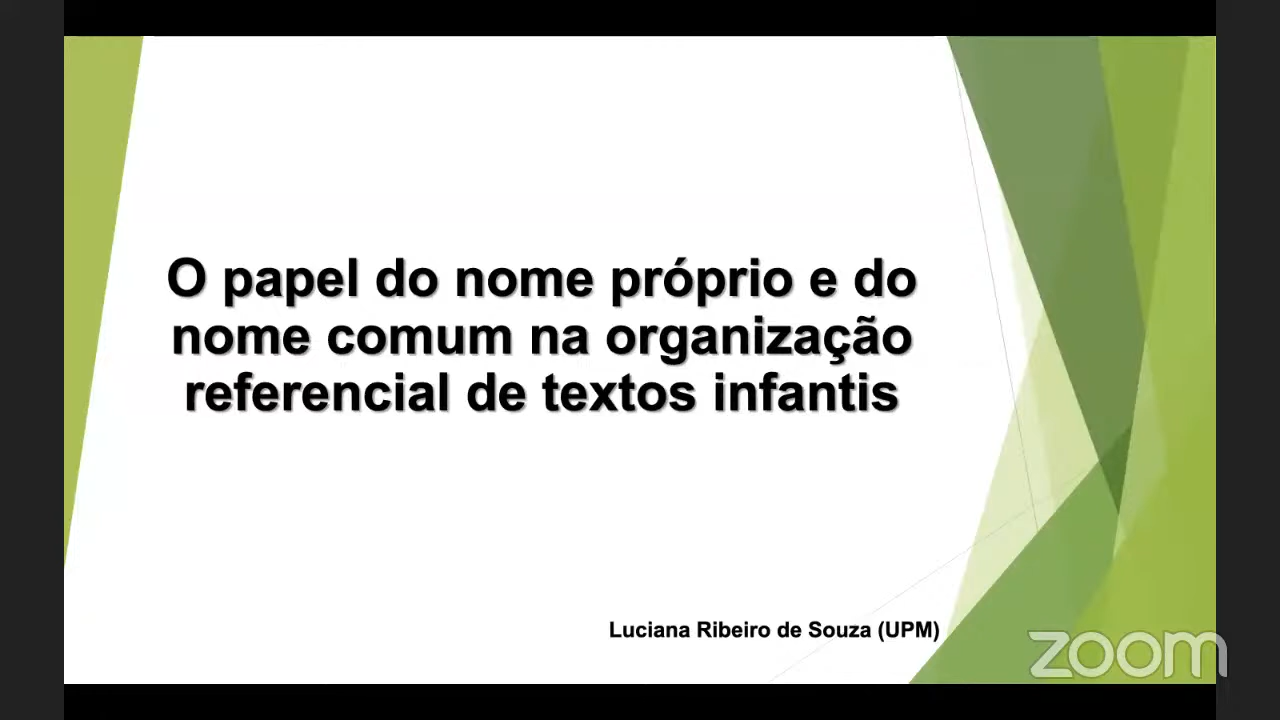 O papel do nome próprio e do
nome comum na organização
referencial de textos infantis
Luciana Ribeiro de Souza (UPM)
zoom